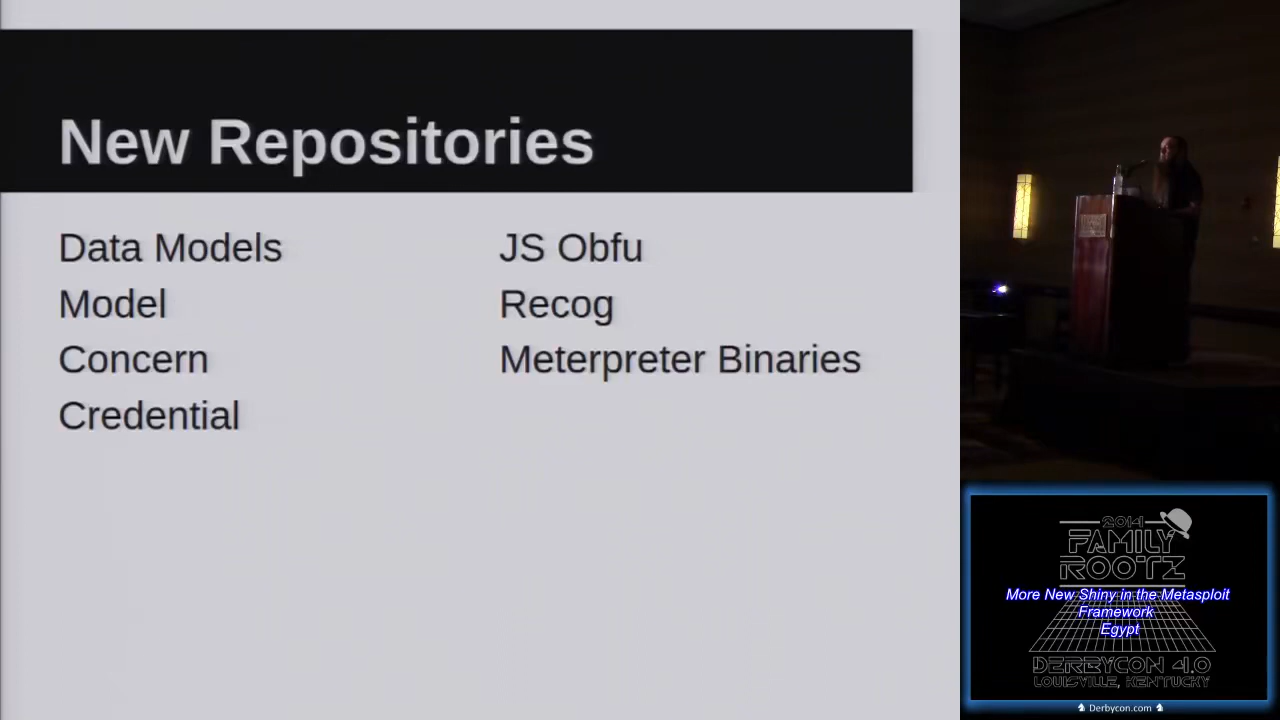 New Repositories
Data Models
Model
Concern
Credential
JS Obfu
Recog
Meterpreter Binaries
2014
FAMILY
ROOTZ
More New Shiny in the Metasploit
Framework
Egypt
DERBYCON 4.0
LOUISVILLE, KENTUCKY
Derbycon.com